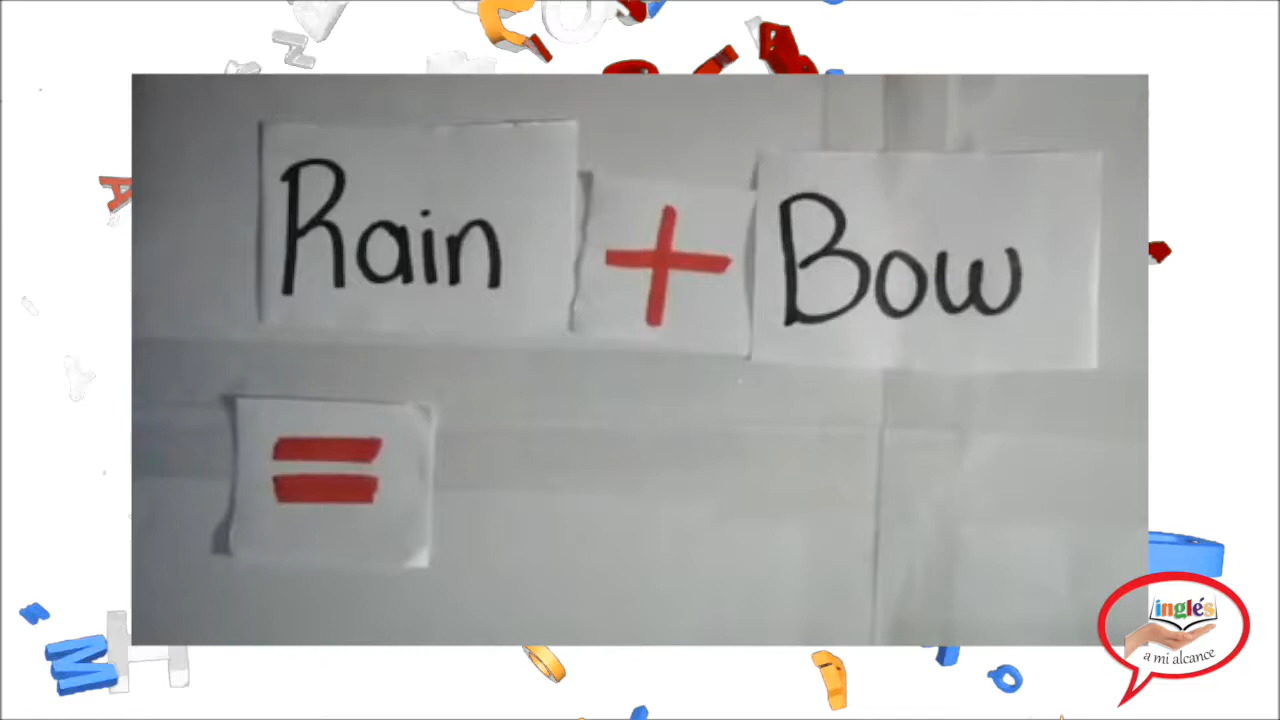 Rain + Bow
=
inglés
a mi alcance
A
M